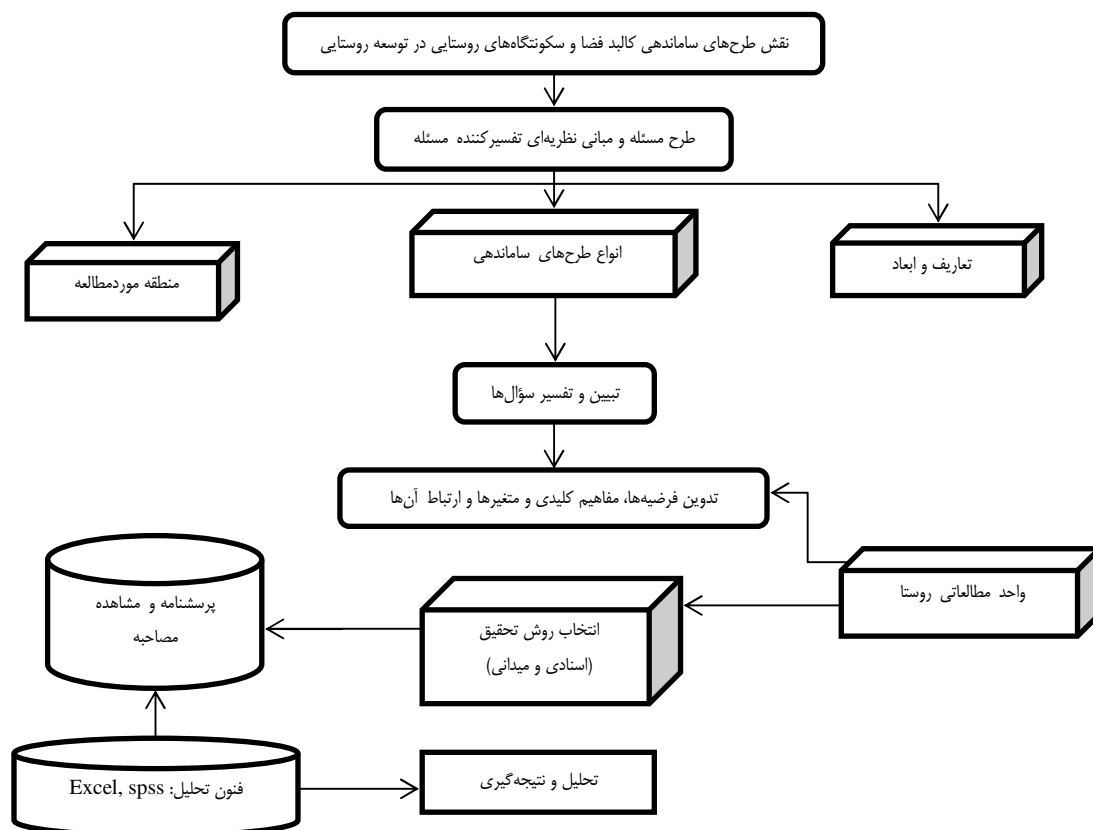 نقش طرح‌های ساماندهی کالبد فضا و سکونتگاه‌های روستایی در توسعه روستایی
طرح مسئله و مبانی نظریه‌ای تفسیرکننده مسئله
تعاریف و ابعاد
انواع طرح‌های ساماندهی
منطقه موردمطالعه
تبیین و تفسیر سؤال‌ها
تدوین فرضیه‌ها، مفاهیم کلیدی و متغیرها و ارتباط آن‌ها
واحد مطالعاتی روستا
انتخاب روش تحقیق
(اسنادی و میدانی)
پرسشنامه و مشاهده
مصاحبه
فنون تحلیل: Excel, spss
تحلیل و نتیجه‌گیری